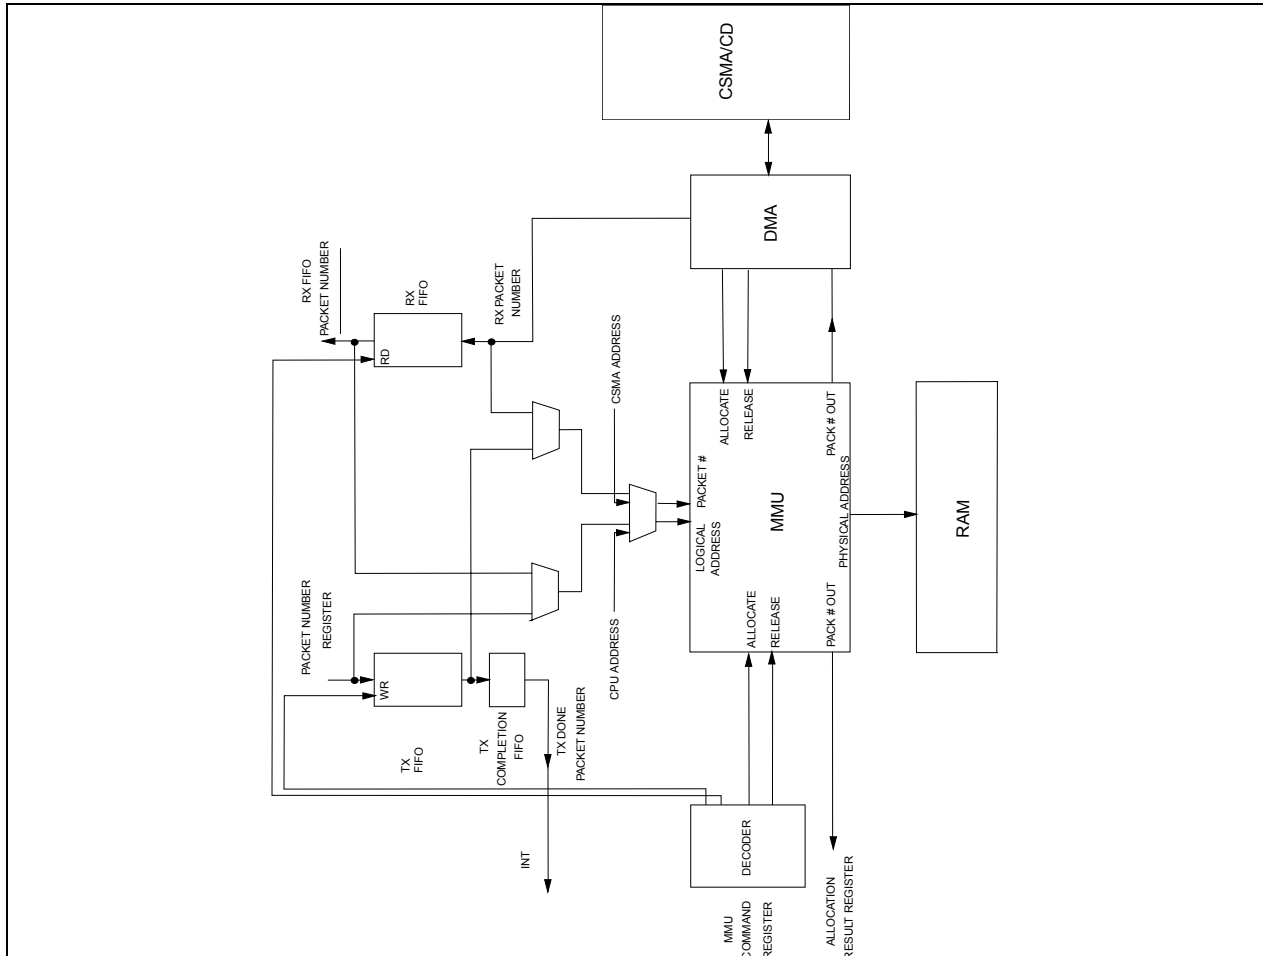 CSMA/CD
DMA
RX FIFO
PACKET NUMBER
RX
FIFO
RD
RX PACKET
NUMBER
CSMA ADDRESS
ALLOCATE
RELEASE
PACK # OUT
PACKET #
LOGICAL
ADDRESS
MMU
PHYSICAL ADDRESS
RAM
ALLOCATE
RELEASE
PACK # OUT
PACKET NUMBER
REGISTER
CPU ADDRESS
WR
TX
FIFO
TX
COMPLETION
FIFO
TX DONE
PACKET NUMBER
INT
DECODER
MMU
COMMAND
REGISTER
ALLOCATION
RESULT REGISTER